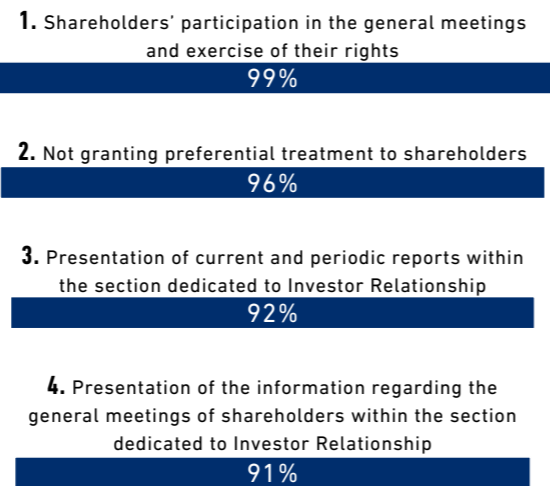 1. Shareholders' participation in the general meetings
and exercise of their rights
99%
2. Not granting preferential treatment to shareholders
96%
3. Presentation of current and periodic reports within
the section dedicated to Investor Relationship
92%
4. Presentation of the information regarding the
general meetings of shareholders within the section
dedicated to Investor Relationship
91%